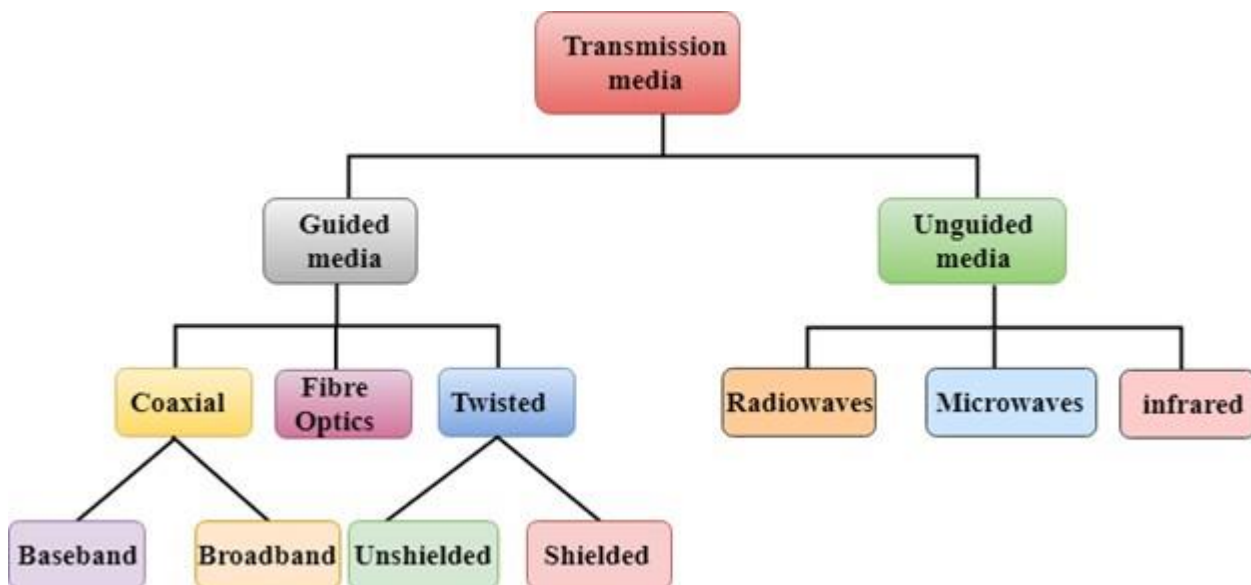 Transmission
media
Guided
media
Unguided
media
Coaxial
Fibre
Optics
Twisted
Radiowaves
Microwaves
infrared
Baseband
Broadband
Unshielded
Shielded